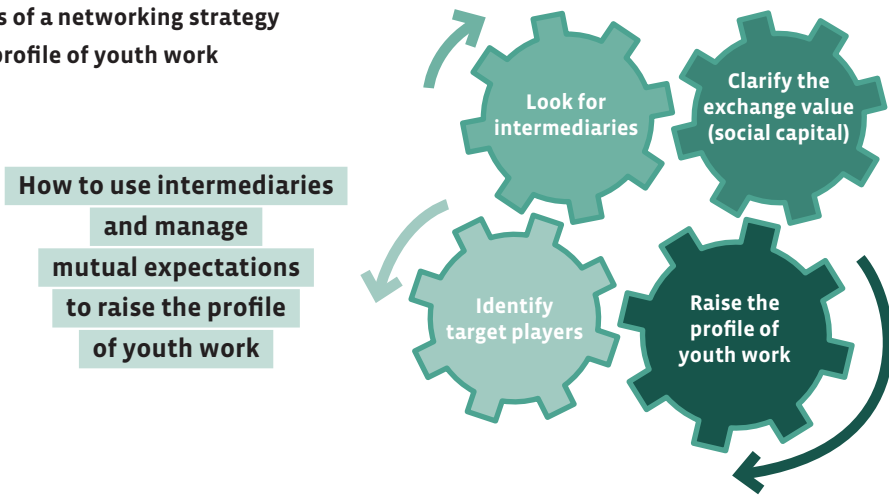 of a networking strategy
profile of youth work
How to use intermediaries
and manage
mutual expectations
to raise the profile
of youth work
Look for
intermediaries
Clarify the
exchange value
(social capital)
Identify
target players
Raise the
profile of
youth work